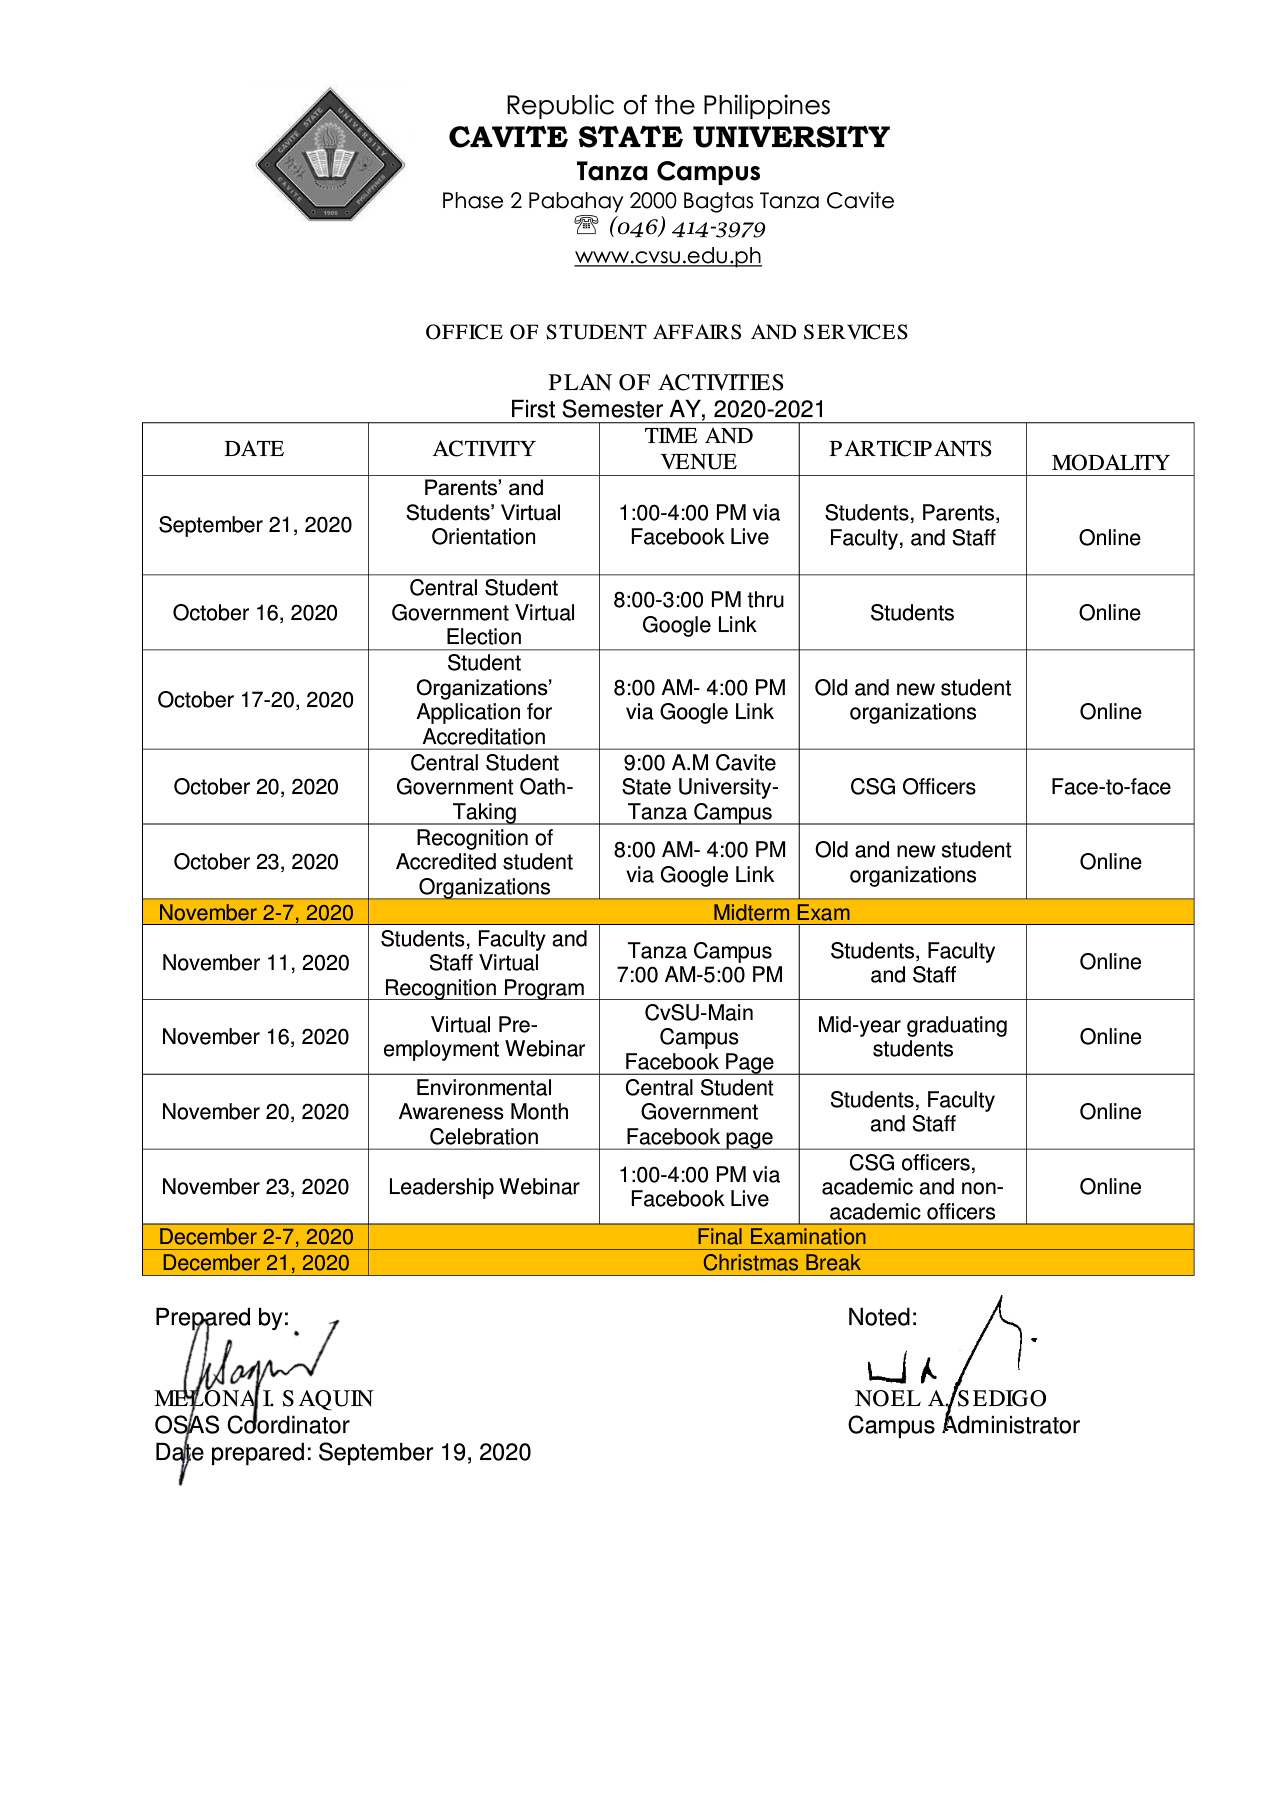 CAVITE STATE UNIVERSITY
CAVITE PHILIPPINES
1906
Republic of the Philippines
CAVITE STATE UNIVERSITY
Tanza Campus
Phase 2 Pabahay 2000 Bagtas Tanza Cavite
☏ (046) 414-3979
www.cvsu.edu.ph
OFFICE OF STUDENT AFFAIRS AND SERVICES
PLAN OF ACTIVITIES
First Semester AY, 2020-2021
DATE
ACTIVITY
TIME AND
VENUE
PARTICIPANTS
MODALITY
September 21, 2020
Parents’ and
Students’ Virtual
Orientation
1:00-4:00 PM via
Facebook Live
Students, Parents,
Faculty, and Staff
Online
October 16, 2020
Central Student
Government Virtual
Election
8:00-3:00 PM thru
Google Link
Students
Online
October 17-20, 2020
Student
Organizations’
Application for
Accreditation
8:00 AM- 4:00 PM
via Google Link
Old and new student
organizations
Online
October 20, 2020
Central Student
Government Oath-
Taking
9:00 A.M Cavite
State University-
Tanza Campus
CSG Officers
Face-to-face
October 23, 2020
Recognition of
Accredited student
Organizations
8:00 AM- 4:00 PM
via Google Link
Old and new student
organizations
Online
November 2-7, 2020
Midterm Exam
November 11, 2020
Students, Faculty and
Staff Virtual
Recognition Program
Tanza Campus
7:00 AM-5:00 PM
Students, Faculty
and Staff
Online
November 16, 2020
Virtual Pre-
employment Webinar
CvSU-Main
Campus
Facebook Page
Mid-year graduating
students
Online
November 20, 2020
Environmental
Awareness Month
Celebration
Central Student
Government
Facebook page
Students, Faculty
and Staff
Online
November 23, 2020
Leadership Webinar
1:00-4:00 PM via
Facebook Live
CSG officers,
academic and non-
academic officers
Online
December 2-7, 2020
Final Examination
December 21, 2020
Christmas Break
Prepared by:
MELONA I. SAQUIN
OSAS Coordinator
Date prepared: September 19, 2020
Noted:
NOEL A. SEDIGO
Campus Administrator